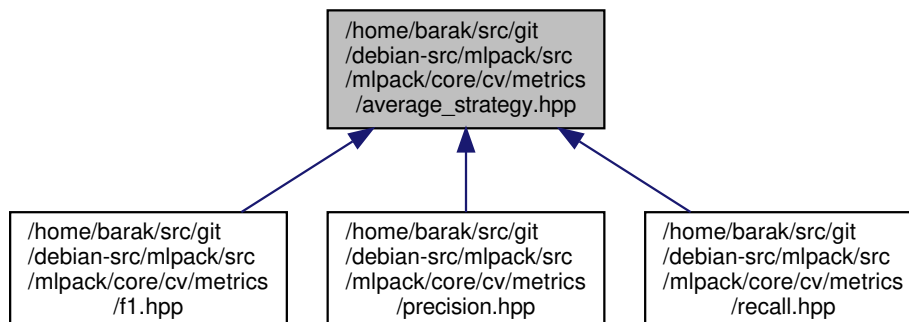 /home/barak/src/git
/debian-src/mlpack/src
/mlpack/core/cv/metrics
/average_strategy.hpp
/home/barak/src/git
/debian-src/mlpack/src
/mlpack/core/cv/metrics
/f1.hpp
/home/barak/src/git
/debian-src/mlpack/src
/mlpack/core/cv/metrics
/precision.hpp
/home/barak/src/git
/debian-src/mlpack/src
/mlpack/core/cv/metrics
/recall.hpp